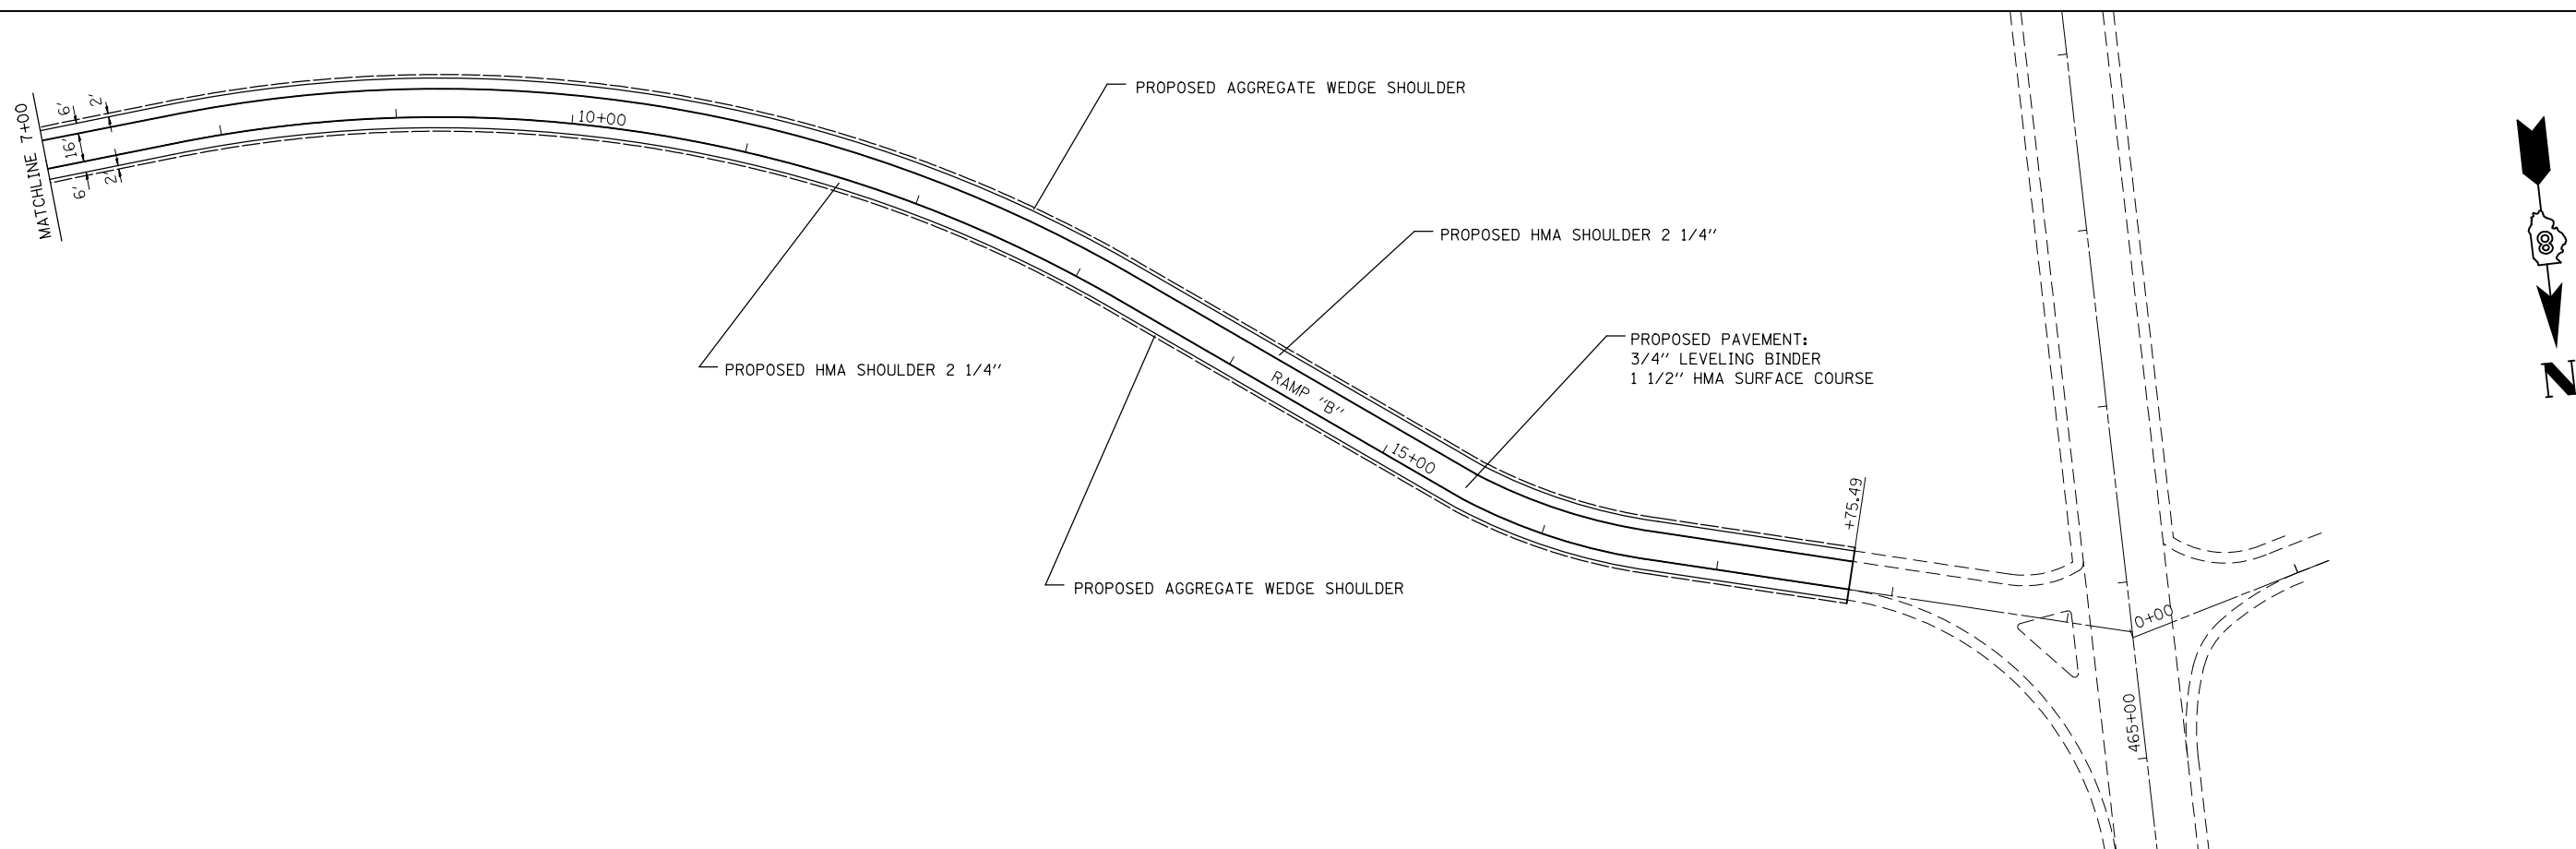 MATCHLINE 7+00
6'
2'
16'
6'
2'
10+00
PROPOSED AGGREGATE WEDGE SHOULDER
PROPOSED HMA SHOULDER 2 1/4"
PROPOSED HMA SHOULDER 2 1/4"
PROPOSED PAVEMENT:
3/4" LEVELING BINDER
1 1/2" HMA SURFACE COURSE
RAMP "B"
15+00
+75.49
PROPOSED AGGREGATE WEDGE SHOULDER
0+00
465+00
8
N